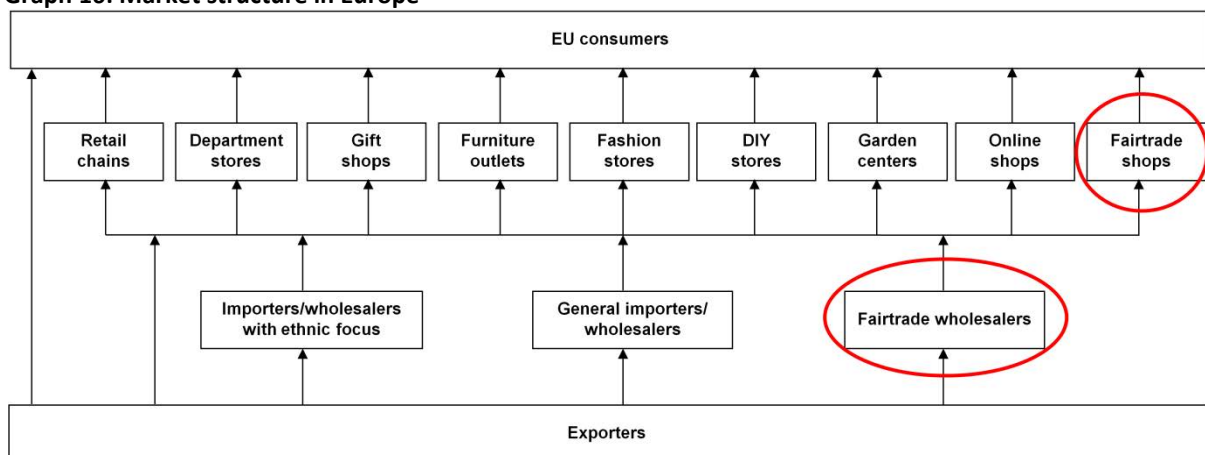 Graph 10: Market structure in Europe
EU consumers
Retail
chains
Department
stores
Gift
shops
Furniture
outlets
Fashion
stores
DIY
stores
Garden
centers
Online
shops
Fairtrade
shops
Importers/wholesalers
with ethnic focus
General importers/
wholesalers
Fairtrade wholesalers
Exporters